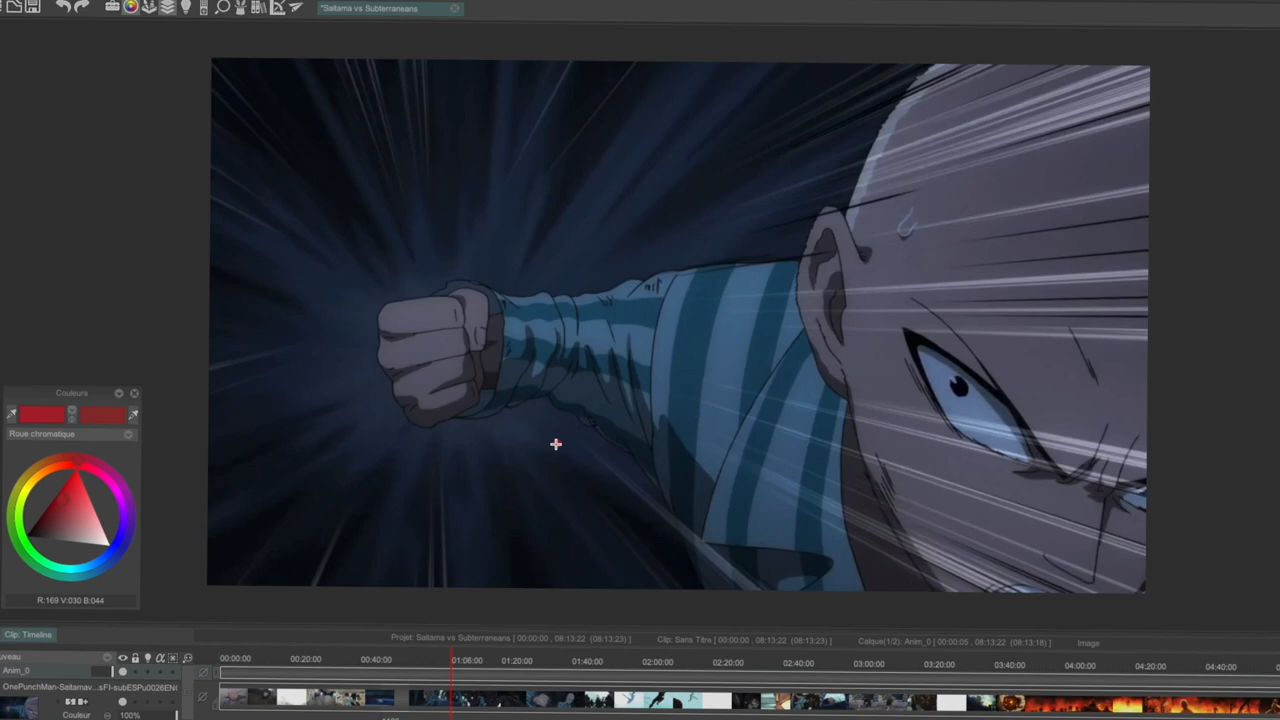 *Saitama vs Subterraneans
Couleurs
Roue chromatique
R:169 V:030 B:044
Clip: Timeline
Projet: Saitama vs Subterraneans [ 00:00:00 , 08:13:22 (08:13:23) ]
Clip: Sans Titre [ 00:00:00 , 08:13:22 (08:13:23) ]
Calque(1/2): Anim_0 [ 00:00:05 , 08:13:22 (08:13:18) ]
Image
uveau
00:00:00 00:20:00 00:40:00 01:06:00 01:20:00 01:40:00 02:00:00 02:20:00 02:40:00 03:00:00 03:20:00 03:40:00 04:00:00 04:20:00 04:40:00
Anim_0
Couleur 100%